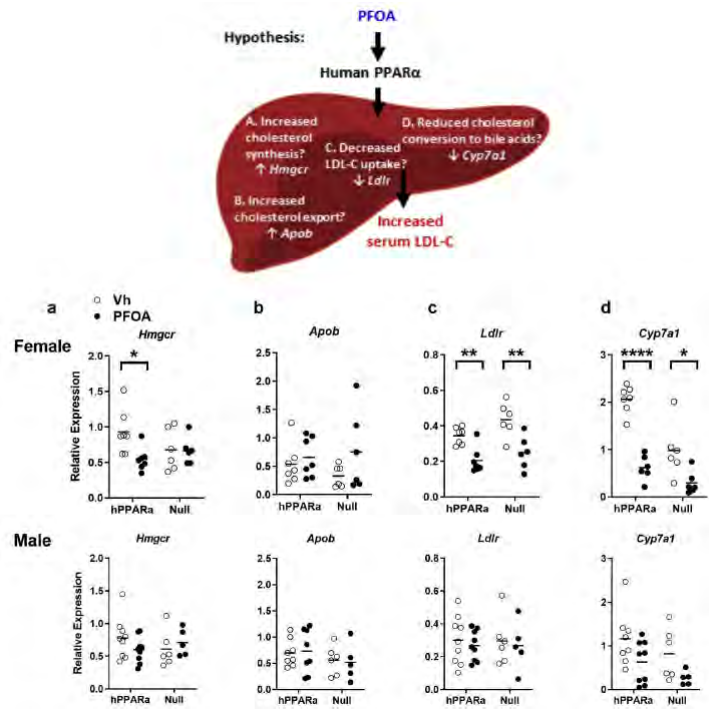 PFOA
Hypothesis:
Human PPARα
A. Increased
cholesterol
synthesis?
↑ Hmgcr
B. Increased
cholesterol export?
↑ Apob
C. Decreased
LDL-C uptake?
↓ Ldlr
D. Reduced cholesterol
conversion to bile acids?
↓ Cyp7a1
Increased
serum LDL-C
○ Vh
● PFOA
Female
a
Hmgcr
Relative Expression
2.0
1.5
1.0
0.5
0.0
*
hPPARa Null
b
Apob
2.5
2.0
1.5
1.0
0.5
0.0
hPPARa Null
c
Ldlr
0.8
0.6
0.4
0.2
0.0
** **
hPPARa Null
d
Cyp7a1
3
2
1
0
**** *
hPPARa Null
Male
Hmgcr
Relative Expression
2.0
1.5
1.0
0.5
0.0
hPPARa Null
Apob
2.5
2.0
1.5
1.0
0.5
0.0
hPPARa Null
Ldlr
0.8
0.6
0.4
0.2
0.0
hPPARa Null
Cyp7a1
3
2
1
0
hPPARa Null